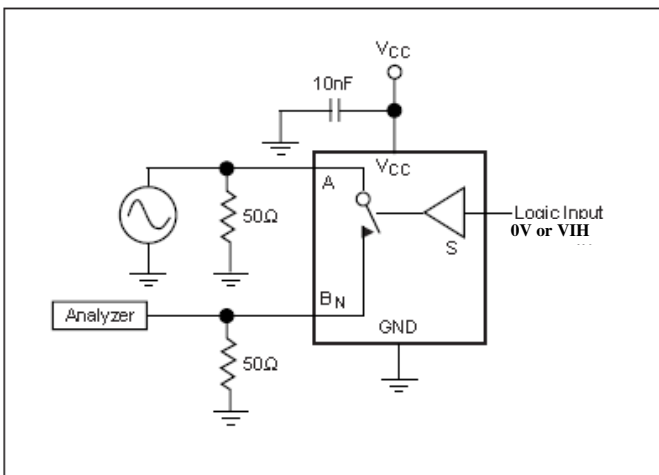 VCC
10nF
VCC
A
50Ω
Logic Input
0V or VIH
S
BN
Analyzer
GND
50Ω